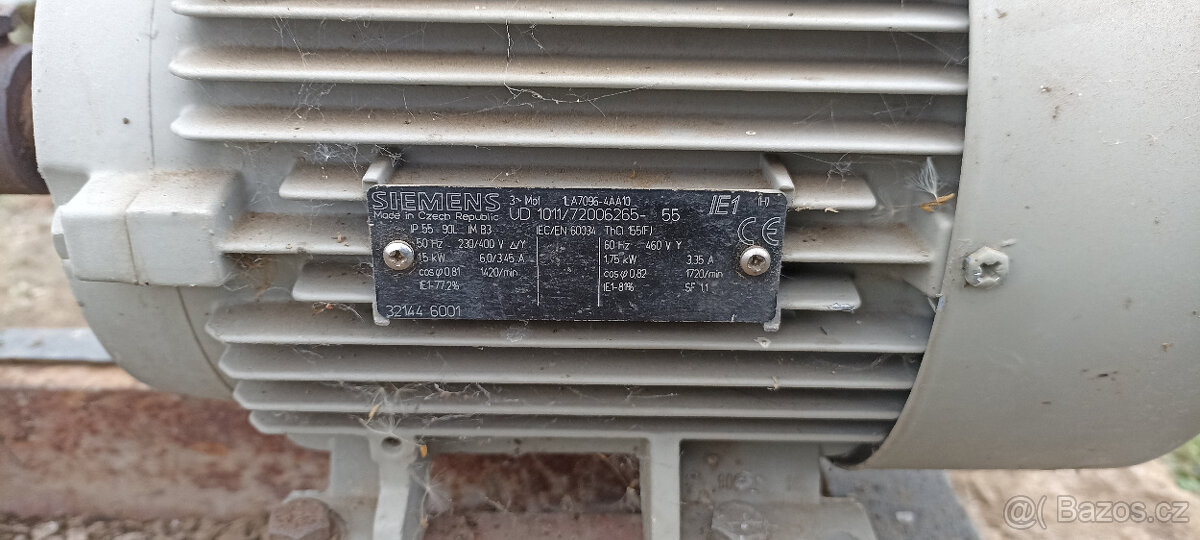 SIEMENS 3~Mot 1LA7096-4AA10 IE1 (H)
Made in Czech Republic UD 1011/72006265- 55 CE
IP 55 90L IM B3 IEC/EN 60034 ThCl 155(F)
50 Hz 230/400 V Δ/Y 60 Hz 460 V Y
1,5 kW 6,0/3,45 A 1,75 kW 3,35 A
cosφ 0,81 1420/min cosφ 0,82 1720/min
IE1-77,2% IE1-81% SF 1,1
32144 6001
@ Bazos.cz